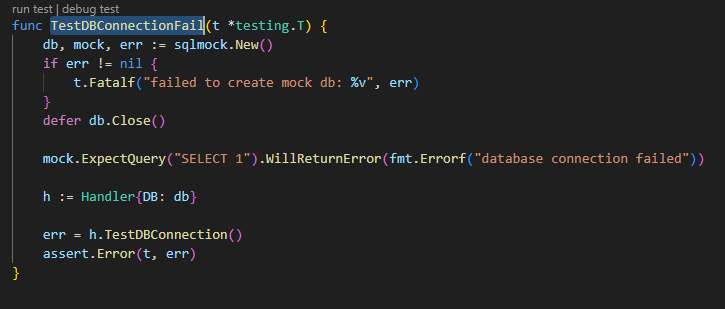 run test | debug test
func TestDBConnectionFail(t *testing.T) {
    db, mock, err := sqlmock.New()
    if err != nil {
        t.Fatalf("failed to create mock db: %v", err)
    }
    defer db.Close()

    mock.ExpectQuery("SELECT 1").WillReturnError(fmt.Errorf("database connection failed"))

    h := Handler{DB: db}

    err = h.TestDBConnection()
    assert.Error(t, err)
}